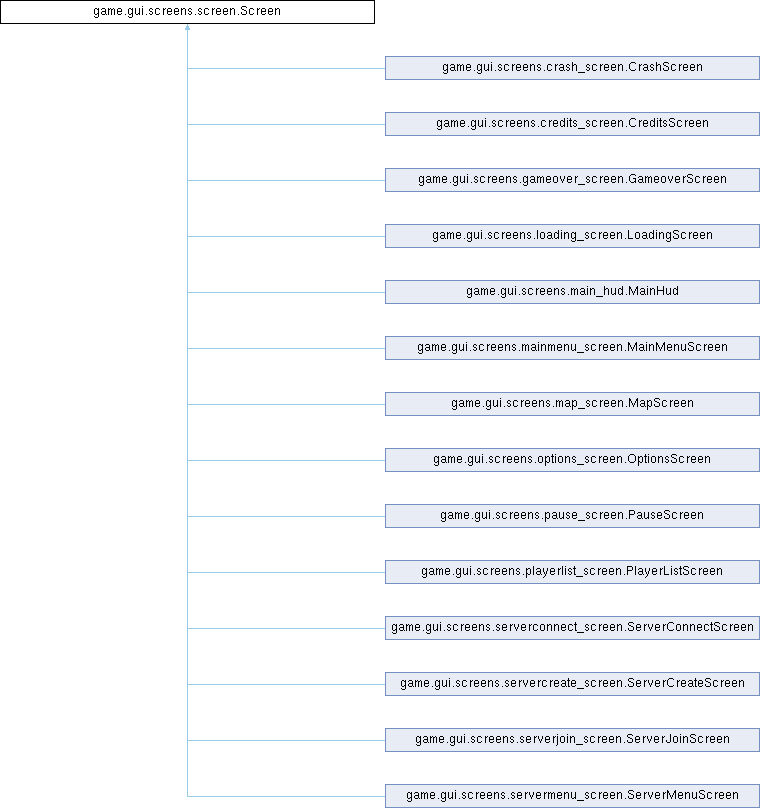 game.gui.screens.screen.Screen
game.gui.screens.crash_screen.CrashScreen
game.gui.screens.credits_screen.CreditsScreen
game.gui.screens.gameover_screen.GameoverScreen
game.gui.screens.loading_screen.LoadingScreen
game.gui.screens.main_hud.MainHud
game.gui.screens.mainmenu_screen.MainMenuScreen
game.gui.screens.map_screen.MapScreen
game.gui.screens.options_screen.OptionsScreen
game.gui.screens.pause_screen.PauseScreen
game.gui.screens.playerlist_screen.PlayerListScreen
game.gui.screens.serverconnect_screen.ServerConnectScreen
game.gui.screens.servercreate_screen.ServerCreateScreen
game.gui.screens.serverjoin_screen.ServerJoinScreen
game.gui.screens.servermenu_screen.ServerMenuScreen